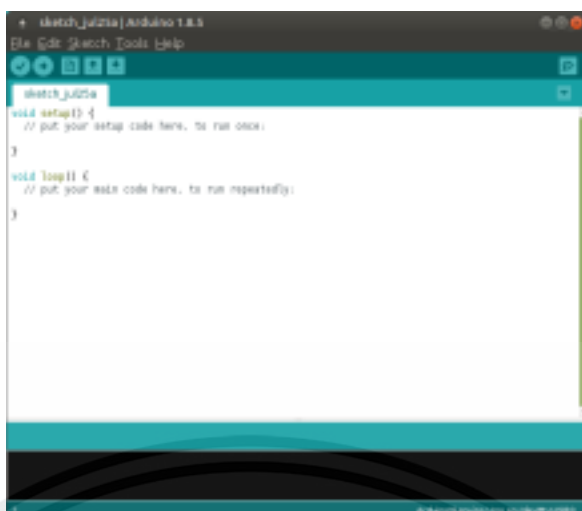 sketch_jul25a | Arduino 1.8.5
File Edit Sketch Tools Help
sketch_jul25a
void setup() {
// put your setup code here, to run once:
}
void loop() {
// put your main code here, to run repeatedly:
}